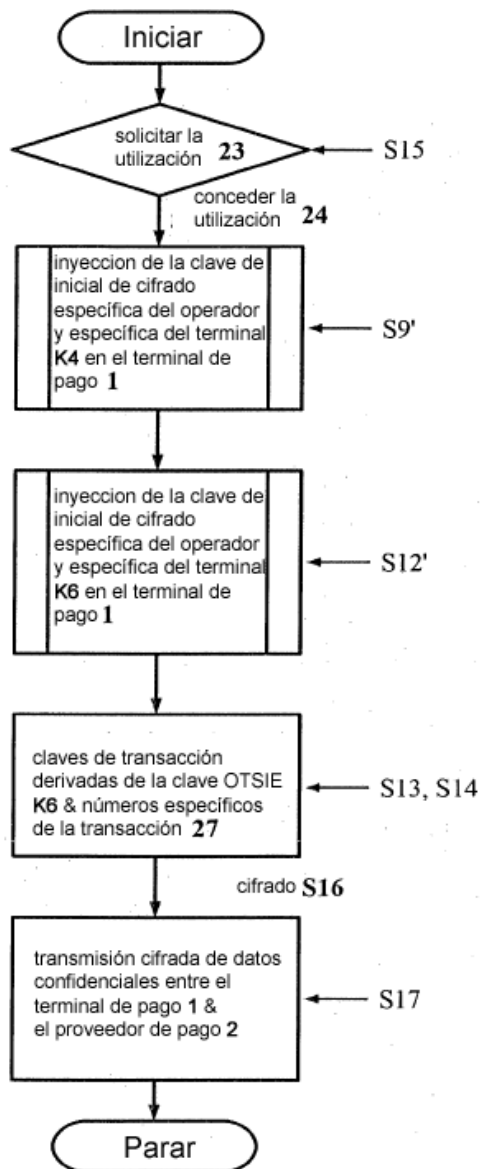 Iniciar
solicitar la
utilización 23
S15
conceder la
utilización 24
inyeccion de la clave de
inicial de cifrado
específica del operador
y específica del terminal
K4 en el terminal de
pago 1
S9'
inyeccion de la clave de
inicial de cifrado
específica del operador
y específica del terminal
K6 en el terminal de
pago 1
S12'
claves de transacción
derivadas de la clave OTSIE
K6 & números específicos
de la transacción 27
S13, S14
cifrado S16
transmisión cifrada de datos
confidenciales entre el
terminal de pago 1 &
el proveedor de pago 2
S17
Parar